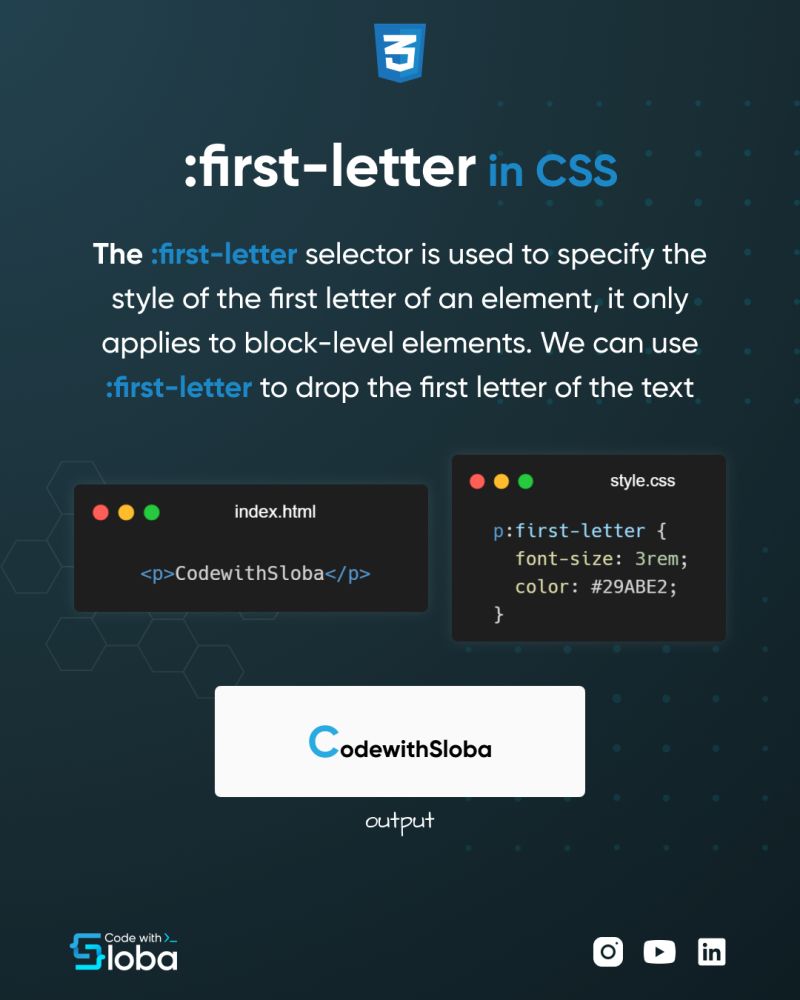 3
:first-letter in CSS
The :first-letter selector is used to specify the
style of the first letter of an element, it only
applies to block-level elements. We can use
:first-letter to drop the first letter of the text
index.html
<p>CodewithSloba</p>
style.css
p:first-letter {
font-size: 3rem;
color: #29ABE2;
}
CodewithSloba
output
Code with >_
Sloba
in